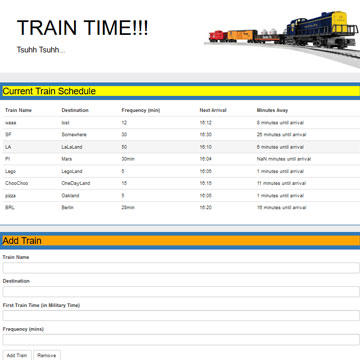 TRAIN TIME!!!
Tsuhh Tsuhh...
Current Train Schedule
Train Name Destination Frequency (min) Next Arrival Minutes Away
waaa lost 12 16:12 8 minutes until arrival
SF Somewhere 30 16:30 26 minutes until arrival
LA LaLaLand 50 16:10 6 minutes until arrival
PI Mars 30min 16:04 NaN minutes until arrival
Lego LegoLand 5 16:05 1 minutes until arrival
ChooChoo OneDayLand 15 16:15 11 minutes until arrival
pizza Oakland 5 16:05 1 minutes until arrival
BRL Berlin 28min 16:20 16 minutes until arrival
Add Train
Train Name
Destination
First Train Time (in Military Time)
Frequency (mins)
Add Train Remove